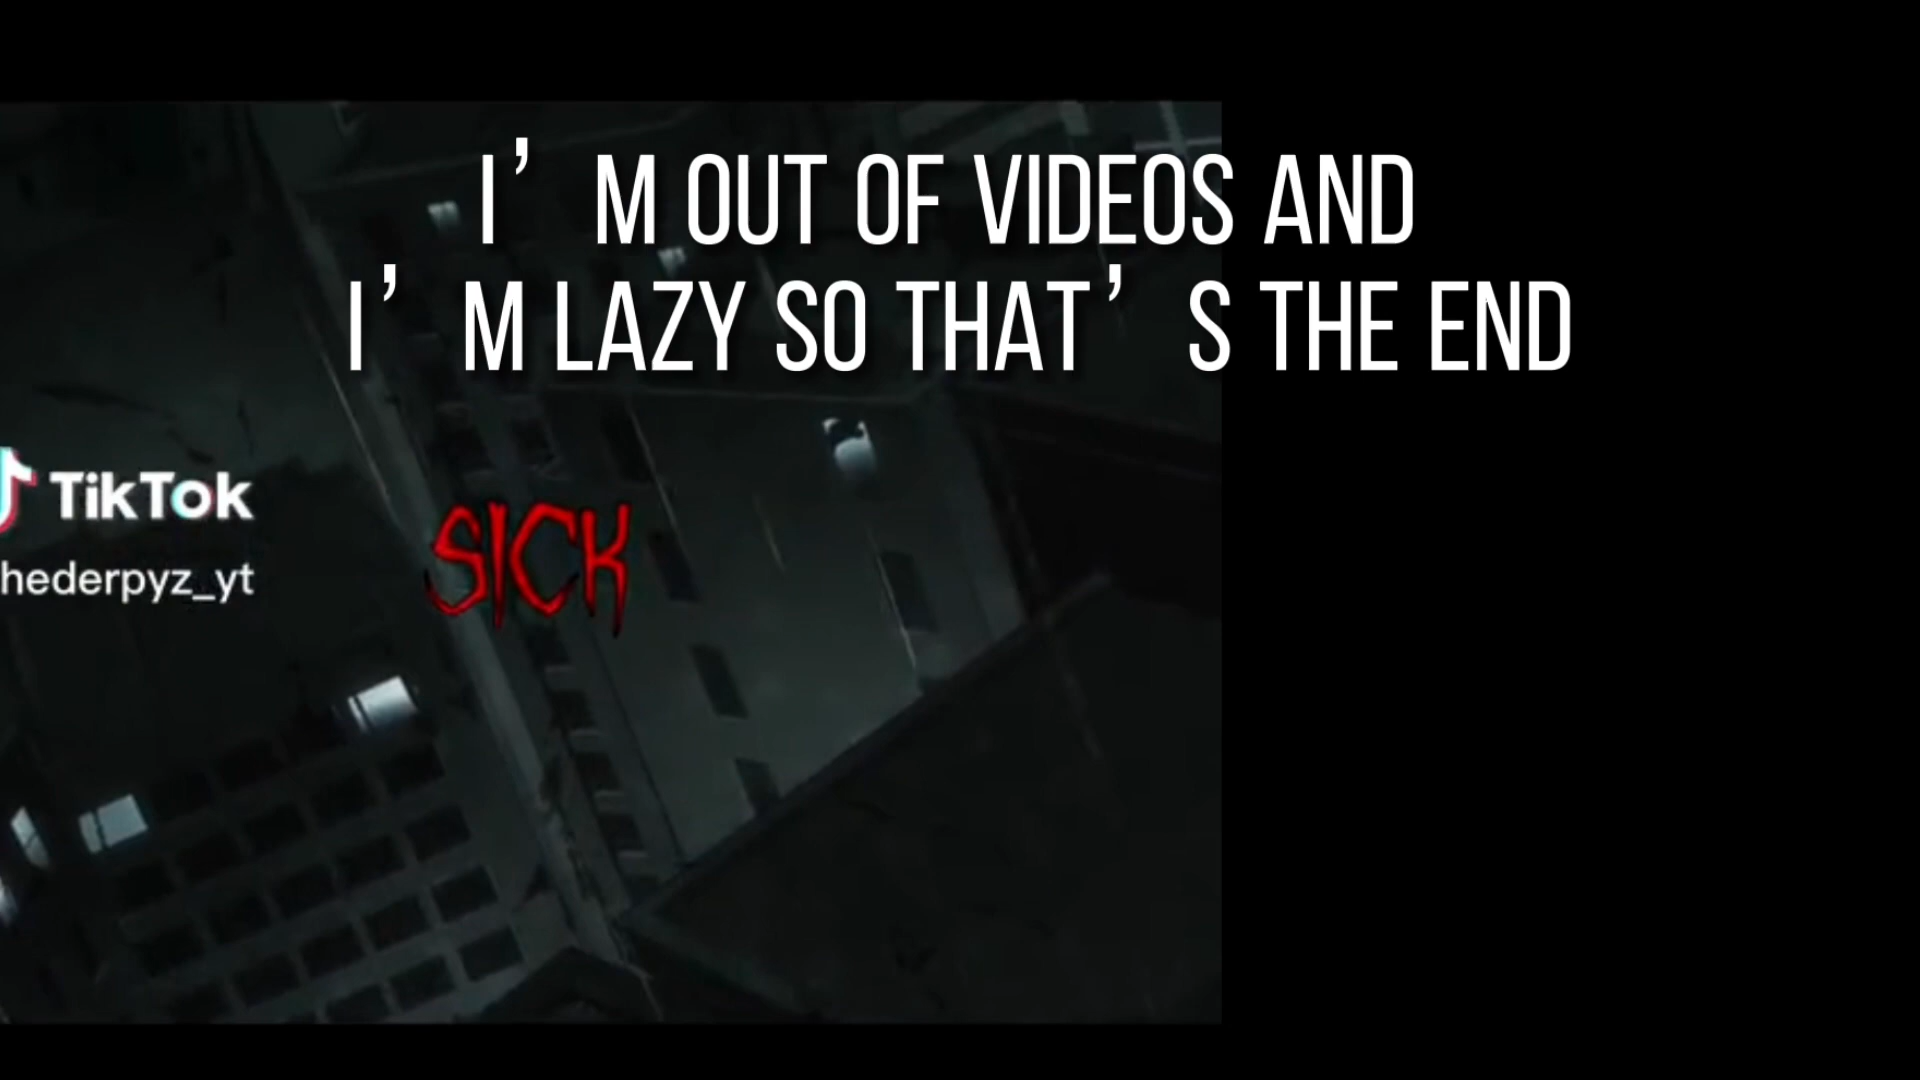 I’M OUT OF VIDEOS AND
I’M LAZY SO THAT’S THE END
TikTok
hederpyz_yt
SICK